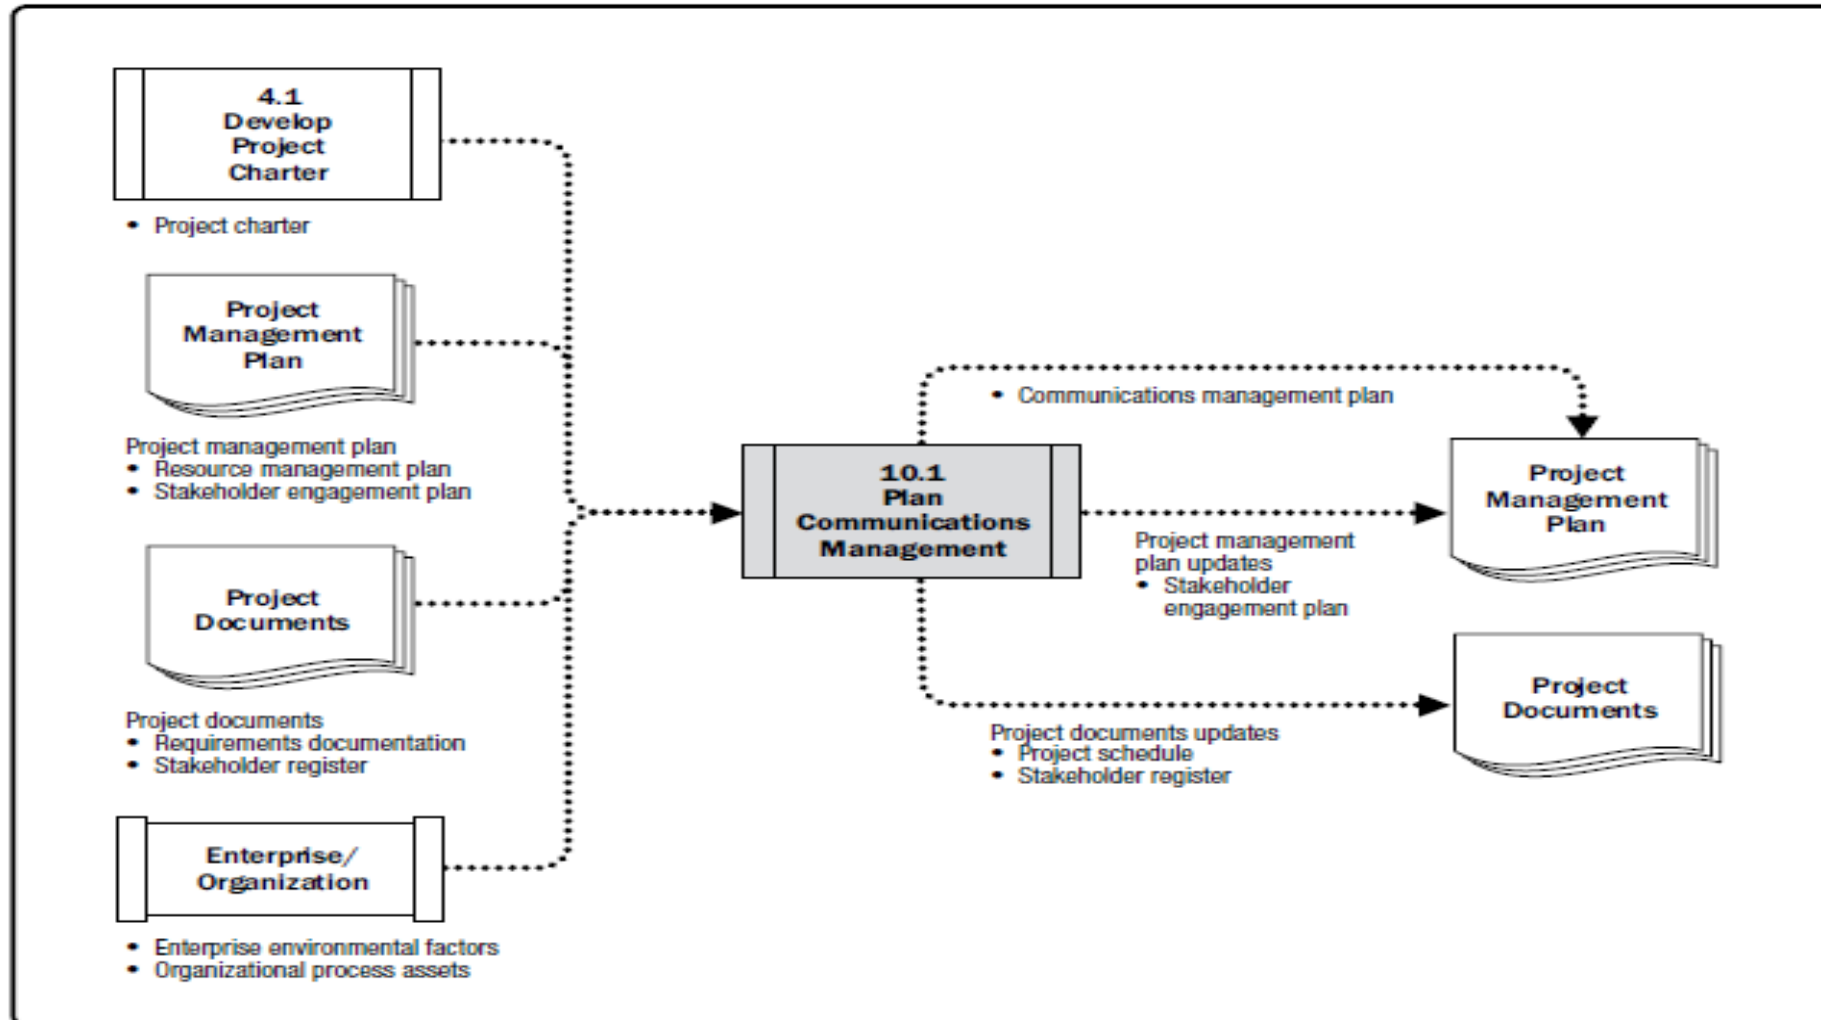 4.1
Develop
Project
Charter
• Project charter
Project
Management
Plan
Project management plan
• Resource management plan
• Stakeholder engagement plan
Project
Documents
Project documents
• Requirements documentation
• Stakeholder register
Enterprise/
Organization
• Enterprise environmental factors
• Organizational process assets
10.1
Plan
Communications
Management
• Communications management plan
Project management
plan updates
• Stakeholder
engagement plan
Project documents updates
• Project schedule
• Stakeholder register
Project
Management
Plan
Project
Documents